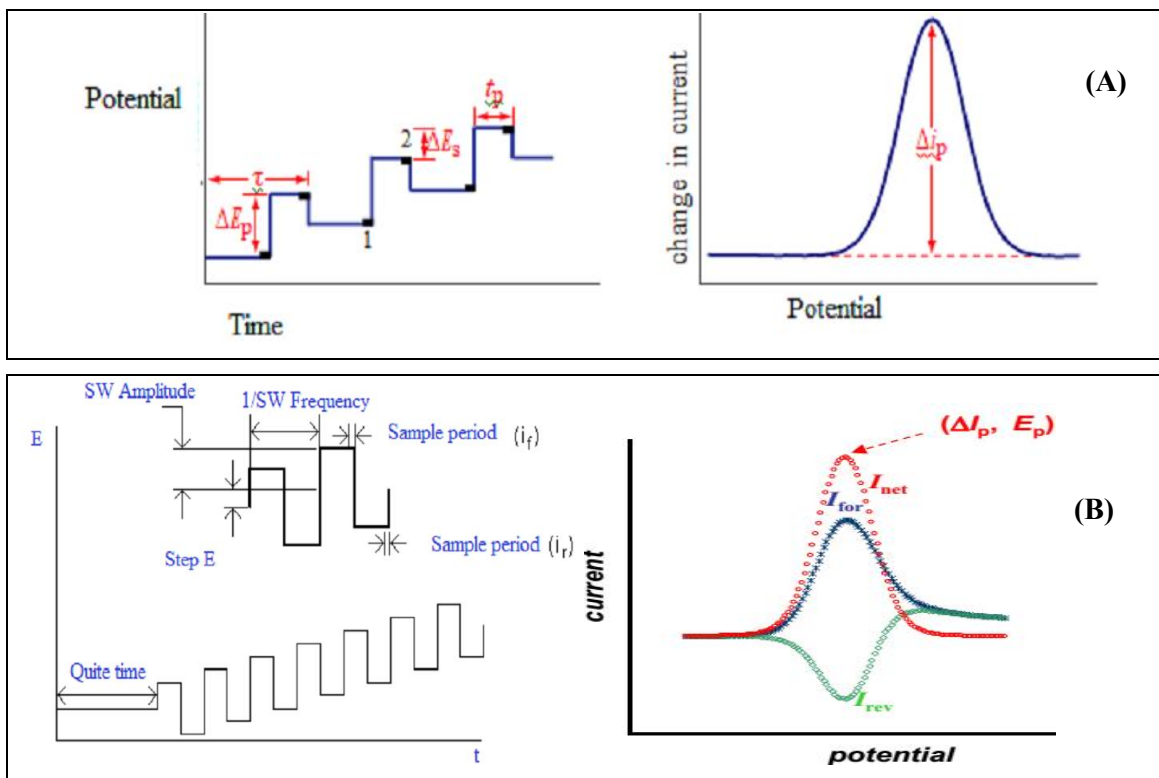 Potential
ΔEp
τ
1
2
ΔEs
tp
Time
change in current
Δip
Potential
(A)
SW Amplitude
1/SW Frequency
E
Sample period (if)
Step E
Sample period (ir)
Quite time
t
(ΔIp, Ep)
Inet
Ifor
Irev
current
potential
(B)